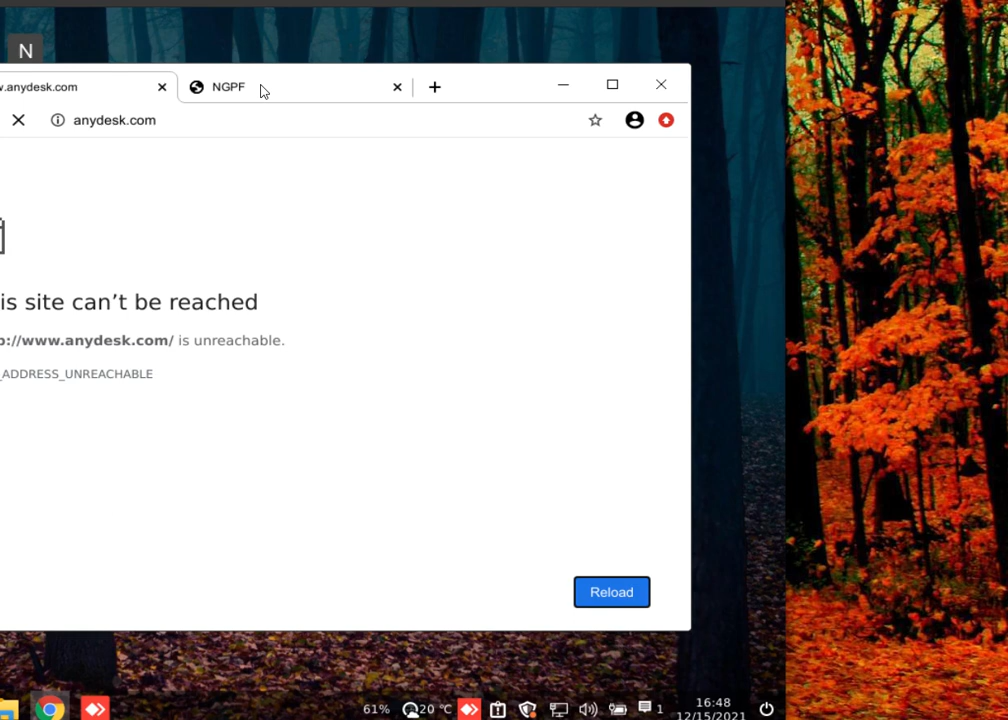 N
w.anydesk.com
NGPF
anydesk.com
is site can't be reached
p://www.anydesk.com/ is unreachable.
_ADDRESS_UNREACHABLE
Reload
61%
20 °C
1
16:48
12/15/2021